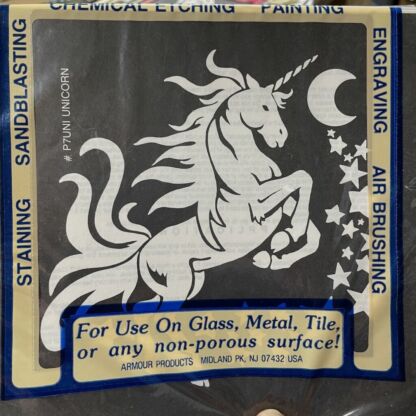 CHEMICAL ETCHING PAINTING
STAINING SANDBLASTING
# P7UNI UNICORN
ENGRAVING AIR BRUSHING
For Use On Glass, Metal, Tile,
or any non-porous surface!
ARMOUR PRODUCTS MIDLAND PK, NJ 07432 USA